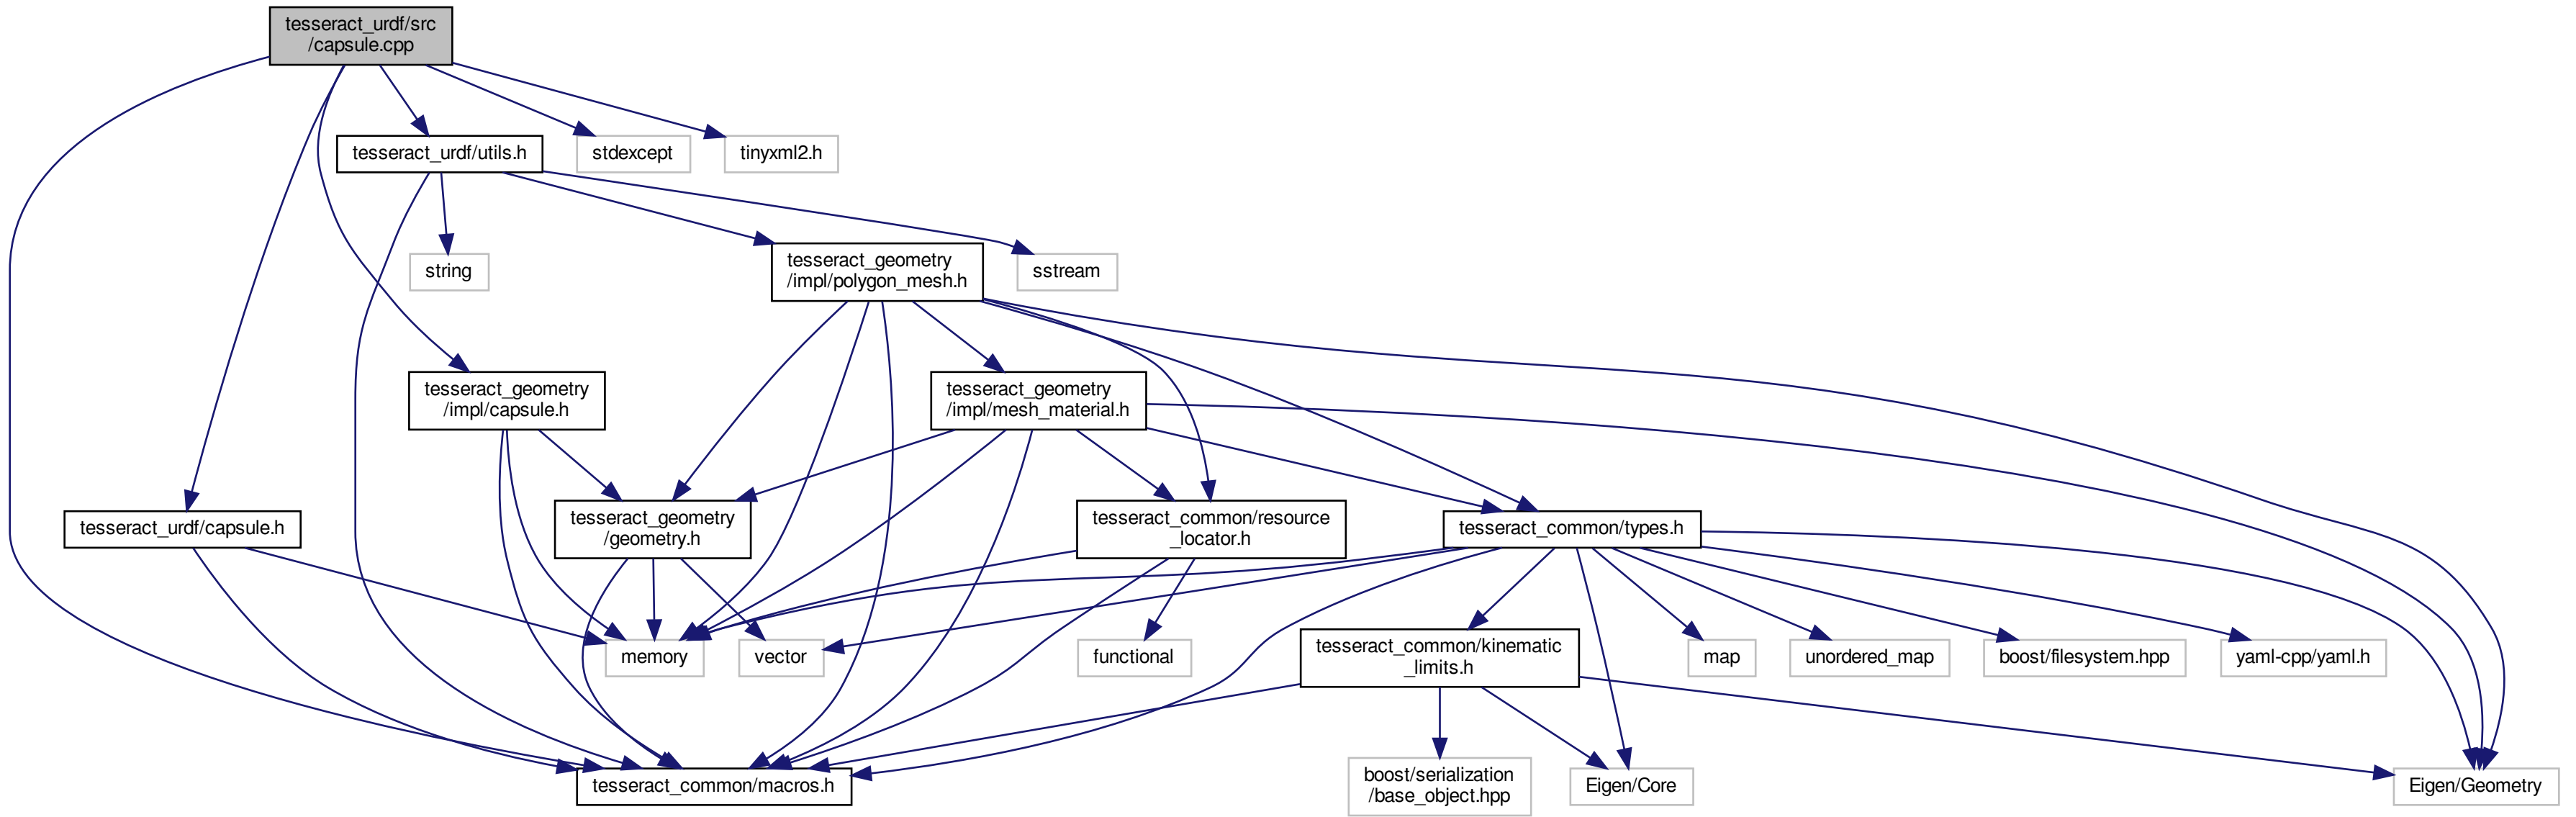 tesseract_urdf/src
/capsule.cpp
tesseract_urdf/utils.h
stdexcept
tinyxml2.h
string
tesseract_geometry
/impl/polygon_mesh.h
sstream
tesseract_geometry
/impl/capsule.h
tesseract_geometry
/impl/mesh_material.h
tesseract_urdf/capsule.h
tesseract_geometry
/geometry.h
tesseract_common/resource
_locator.h
tesseract_common/types.h
memory
vector
functional
tesseract_common/kinematic
_limits.h
map
unordered_map
boost/filesystem.hpp
yaml-cpp/yaml.h
tesseract_common/macros.h
boost/serialization
/base_object.hpp
Eigen/Core
Eigen/Geometry